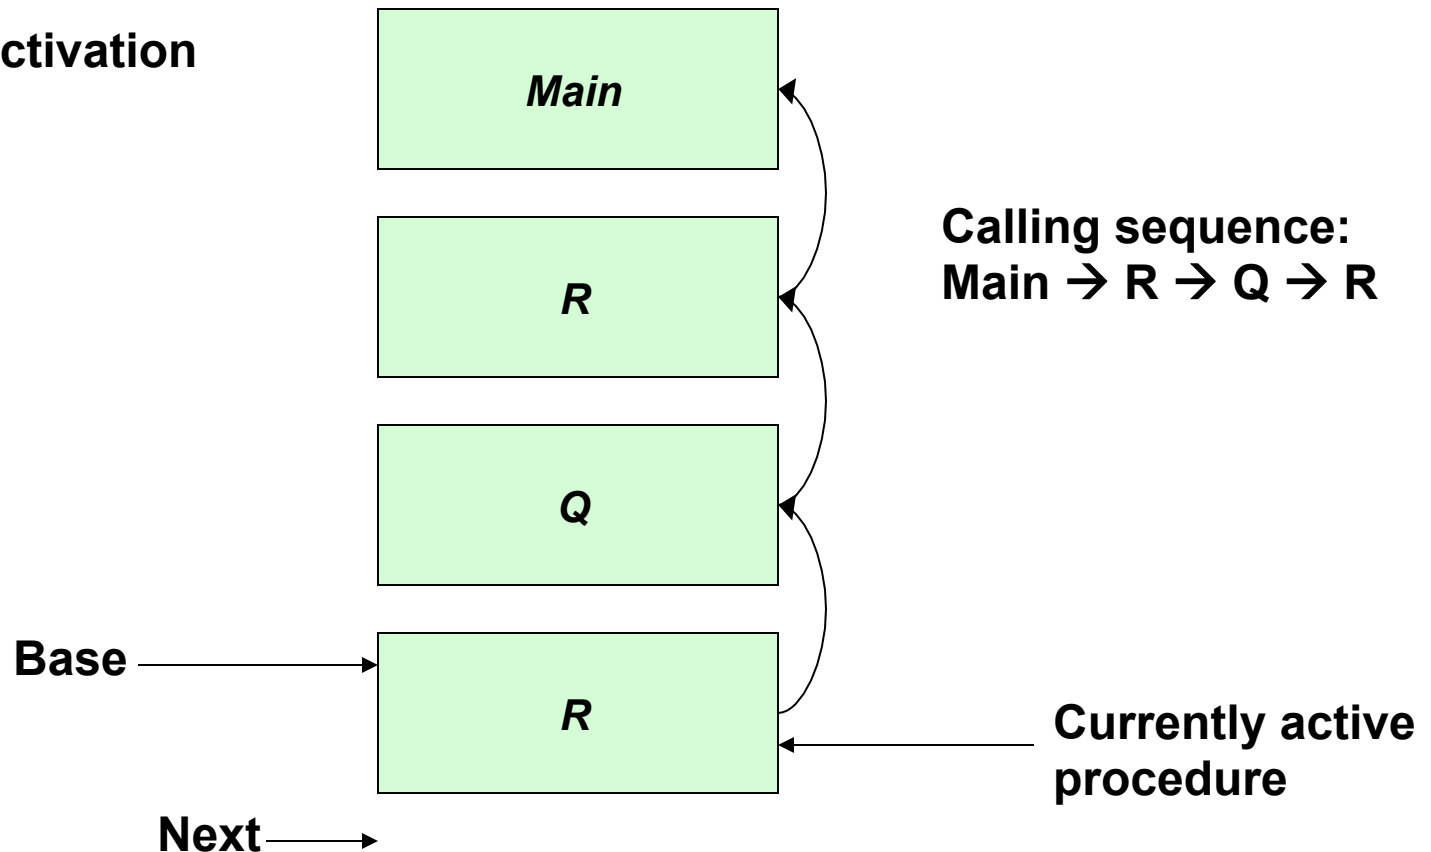 ctivation
Main
R
Calling sequence:
Main → R → Q → R
Q
Base
R
Currently active
procedure
Next